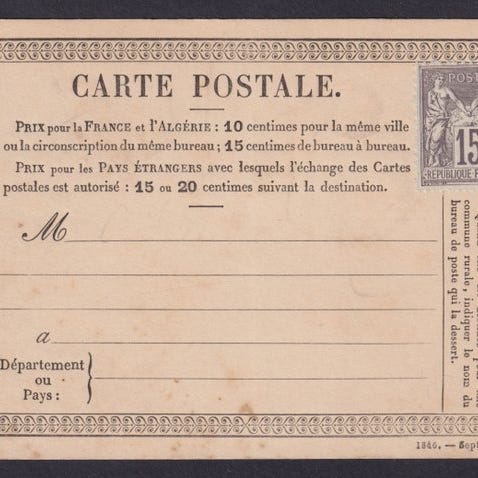 CARTE POSTALE.
PRIX pour la FRANCE et l'ALGÉRIE : 10 centimes pour la même ville
ou la circonscription du même bureau ; 15 centimes de bureau à bureau.
PRIX pour les PAYS ÉTRANGERS avec lesquels l'échange des Cartes
postales est autorisé : 15 ou 20 centimes suivant la destination.
M
a
Département
ou
Pays :
POST
15
REPUBLIQUE F
commune rurale, indiquer le nom du
bureau de poste qui la dessert.
1846. — Sept